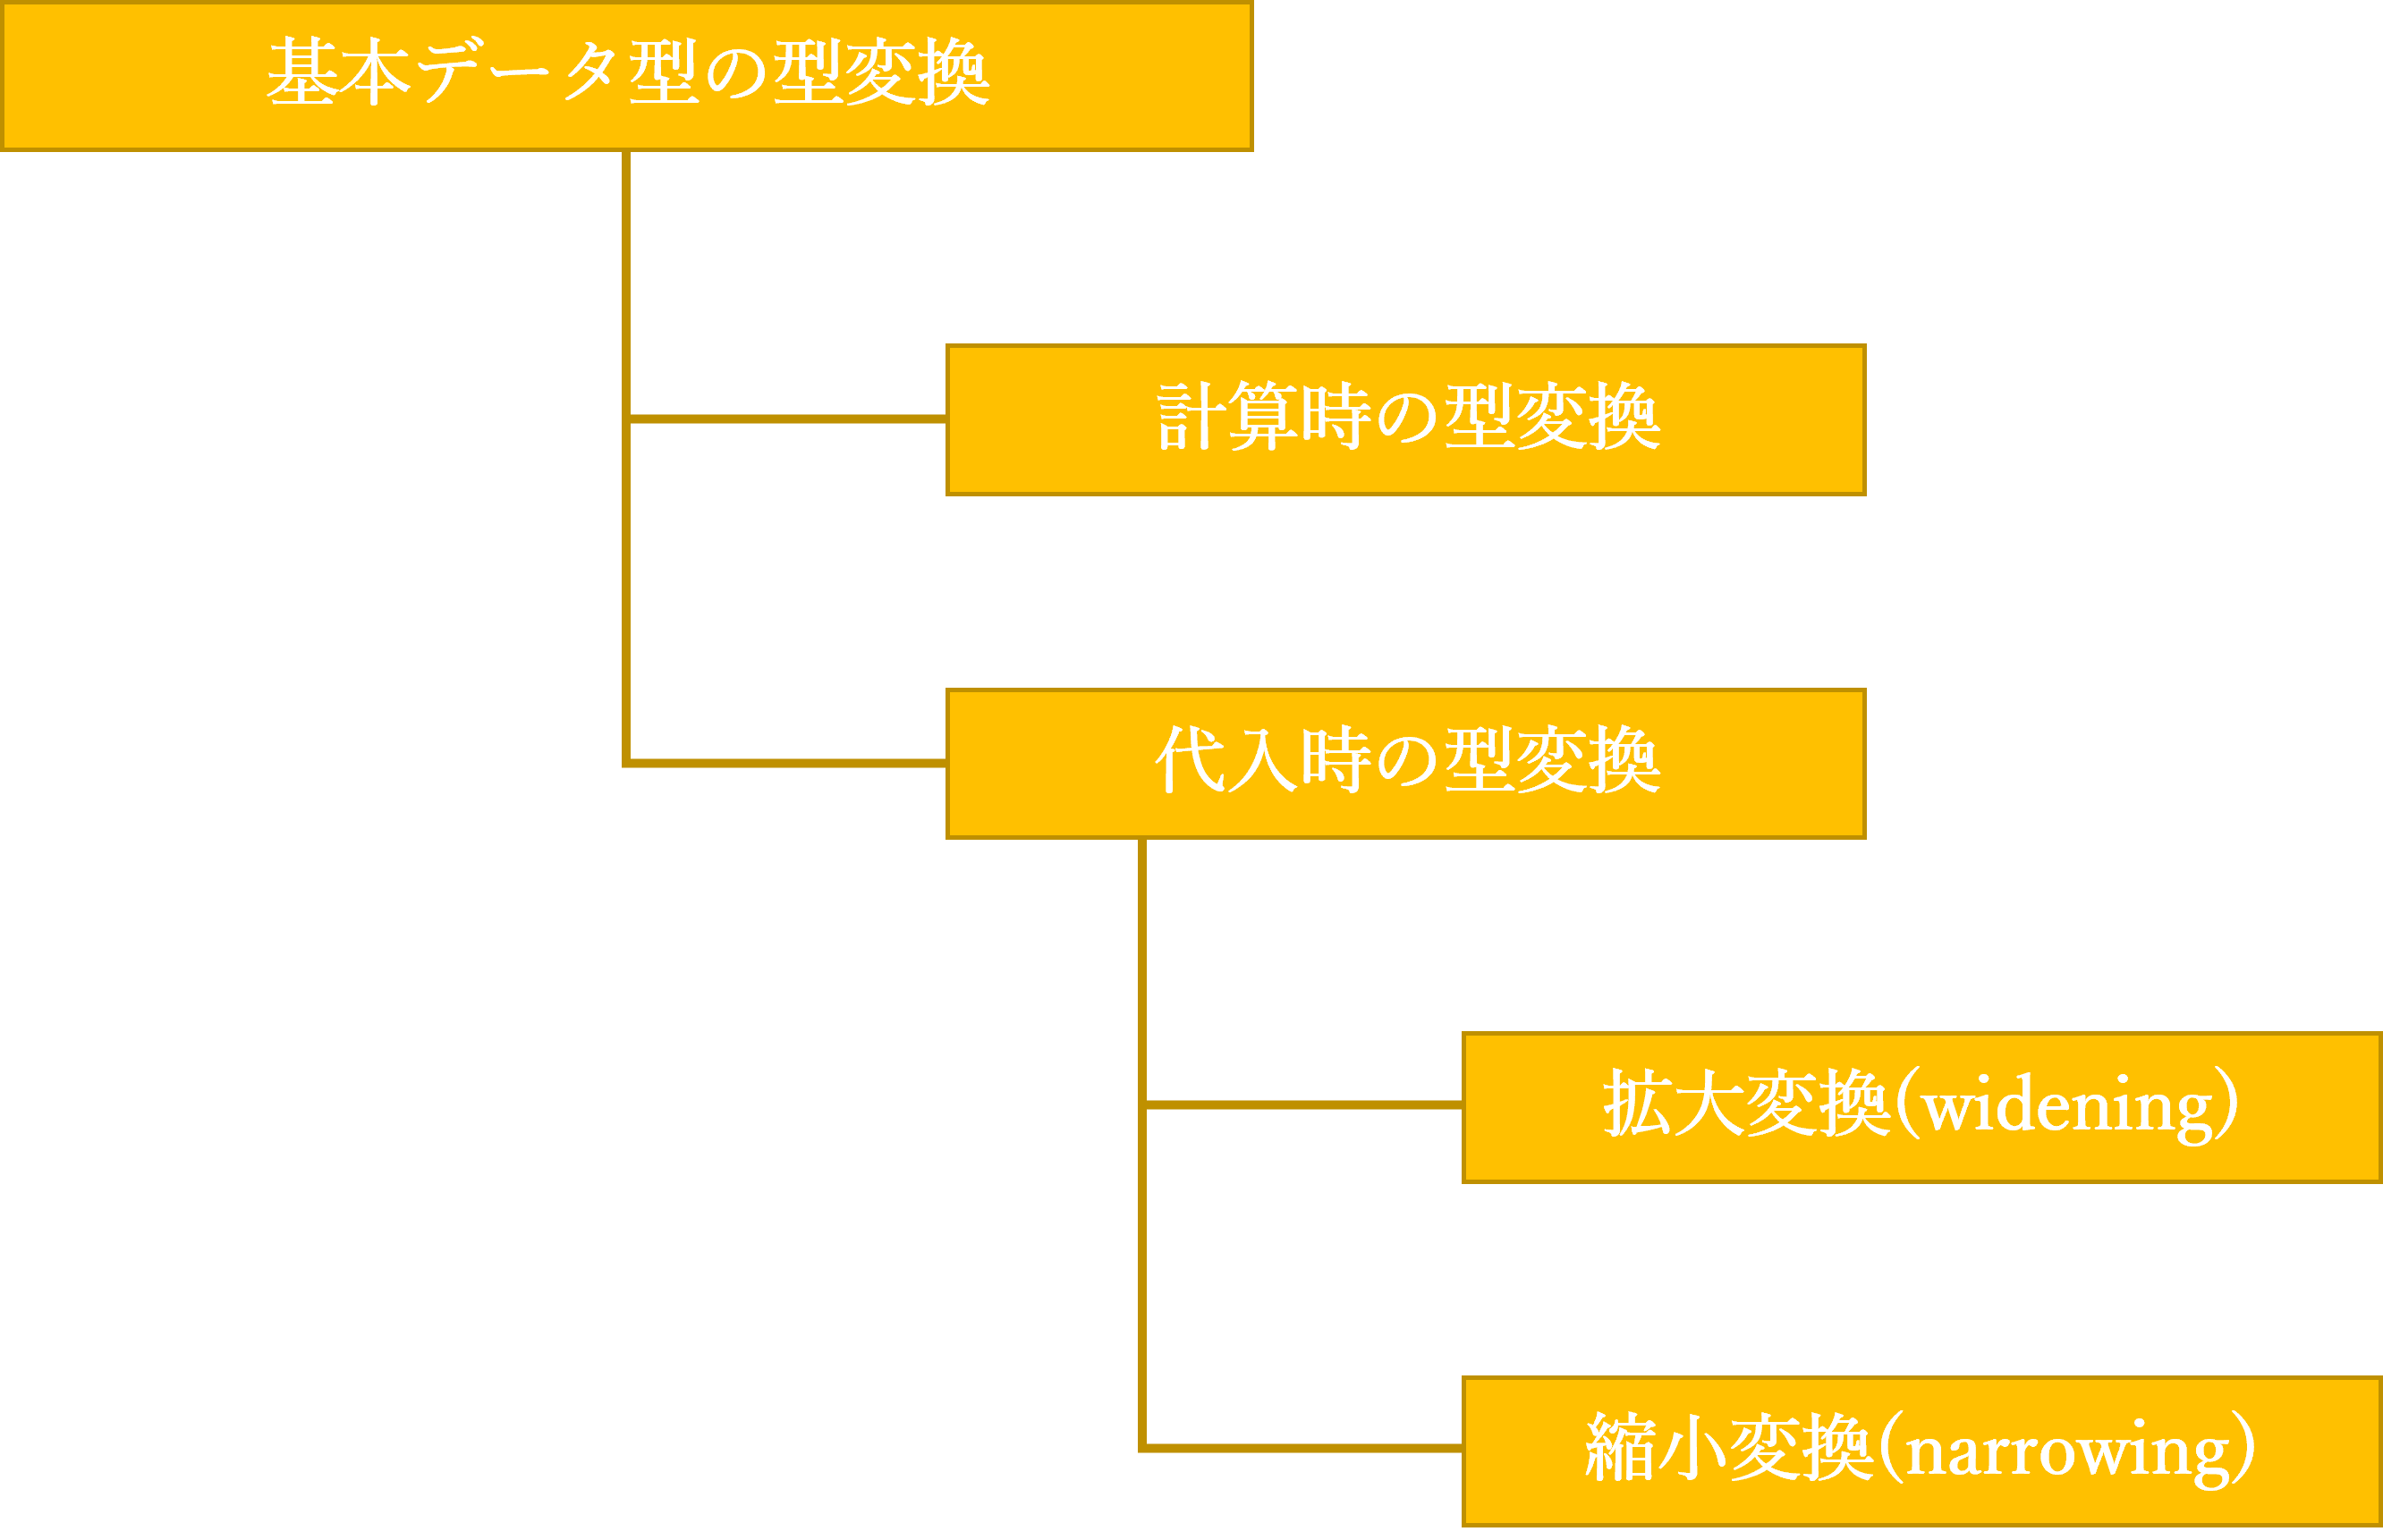 基本データ型の型変換
計算時の型変換
代入時の型変換
拡大変換(widening)
縮小変換(narrowing)